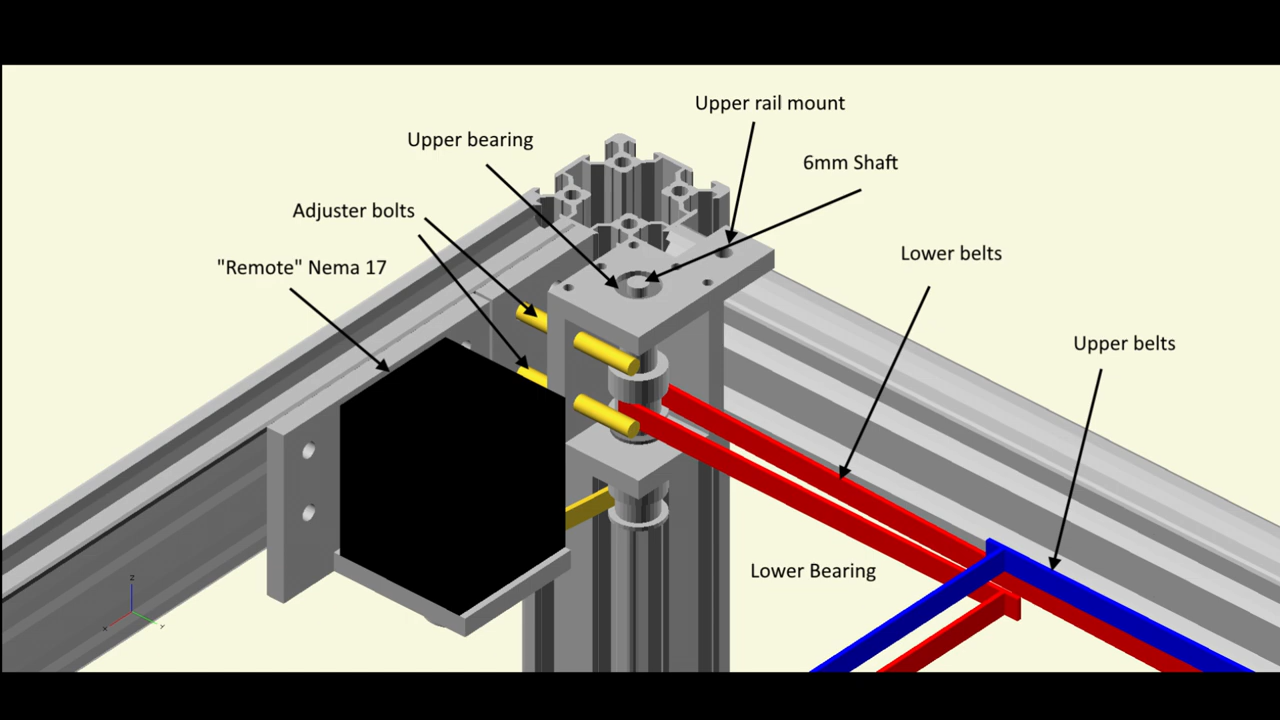 Upper rail mount
Upper bearing
6mm Shaft
Adjuster bolts
Lower belts
"Remote" Nema 17
Upper belts
Lower Bearing
z
x
y